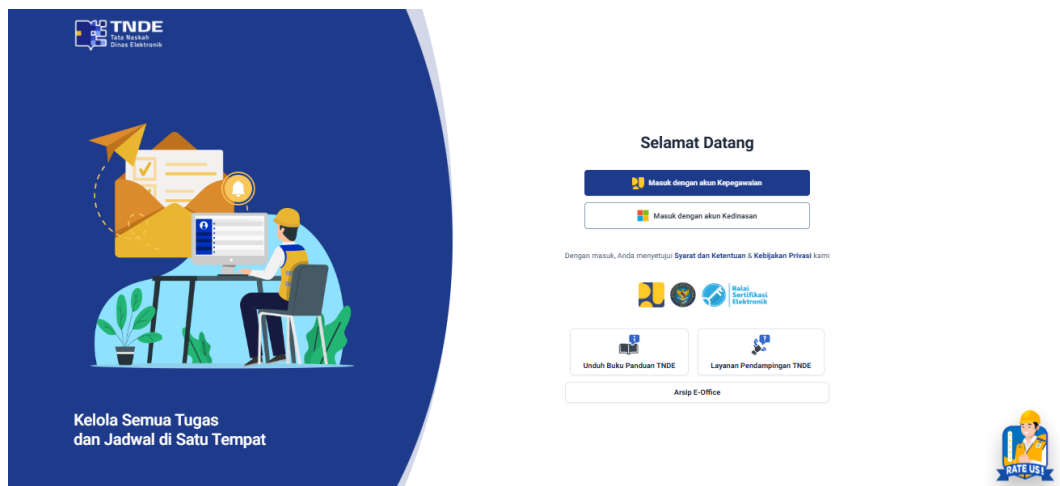 TNDE
Tata Naskah
Dinas Elektronik
Kelola Semua Tugas
dan Jadwal di Satu Tempat
Selamat Datang
Masuk dengan akun Kepegawaian
Masuk dengan akun Kedinasan
Dengan masuk, Anda menyetujui Syarat dan Ketentuan & Kebijakan Privasi kami
Balai
Sertifikasi
Elektronik
Unduh Buku Panduan TNDE
Layanan Pendampingan TNDE
Arsip E-Office
RATE US!